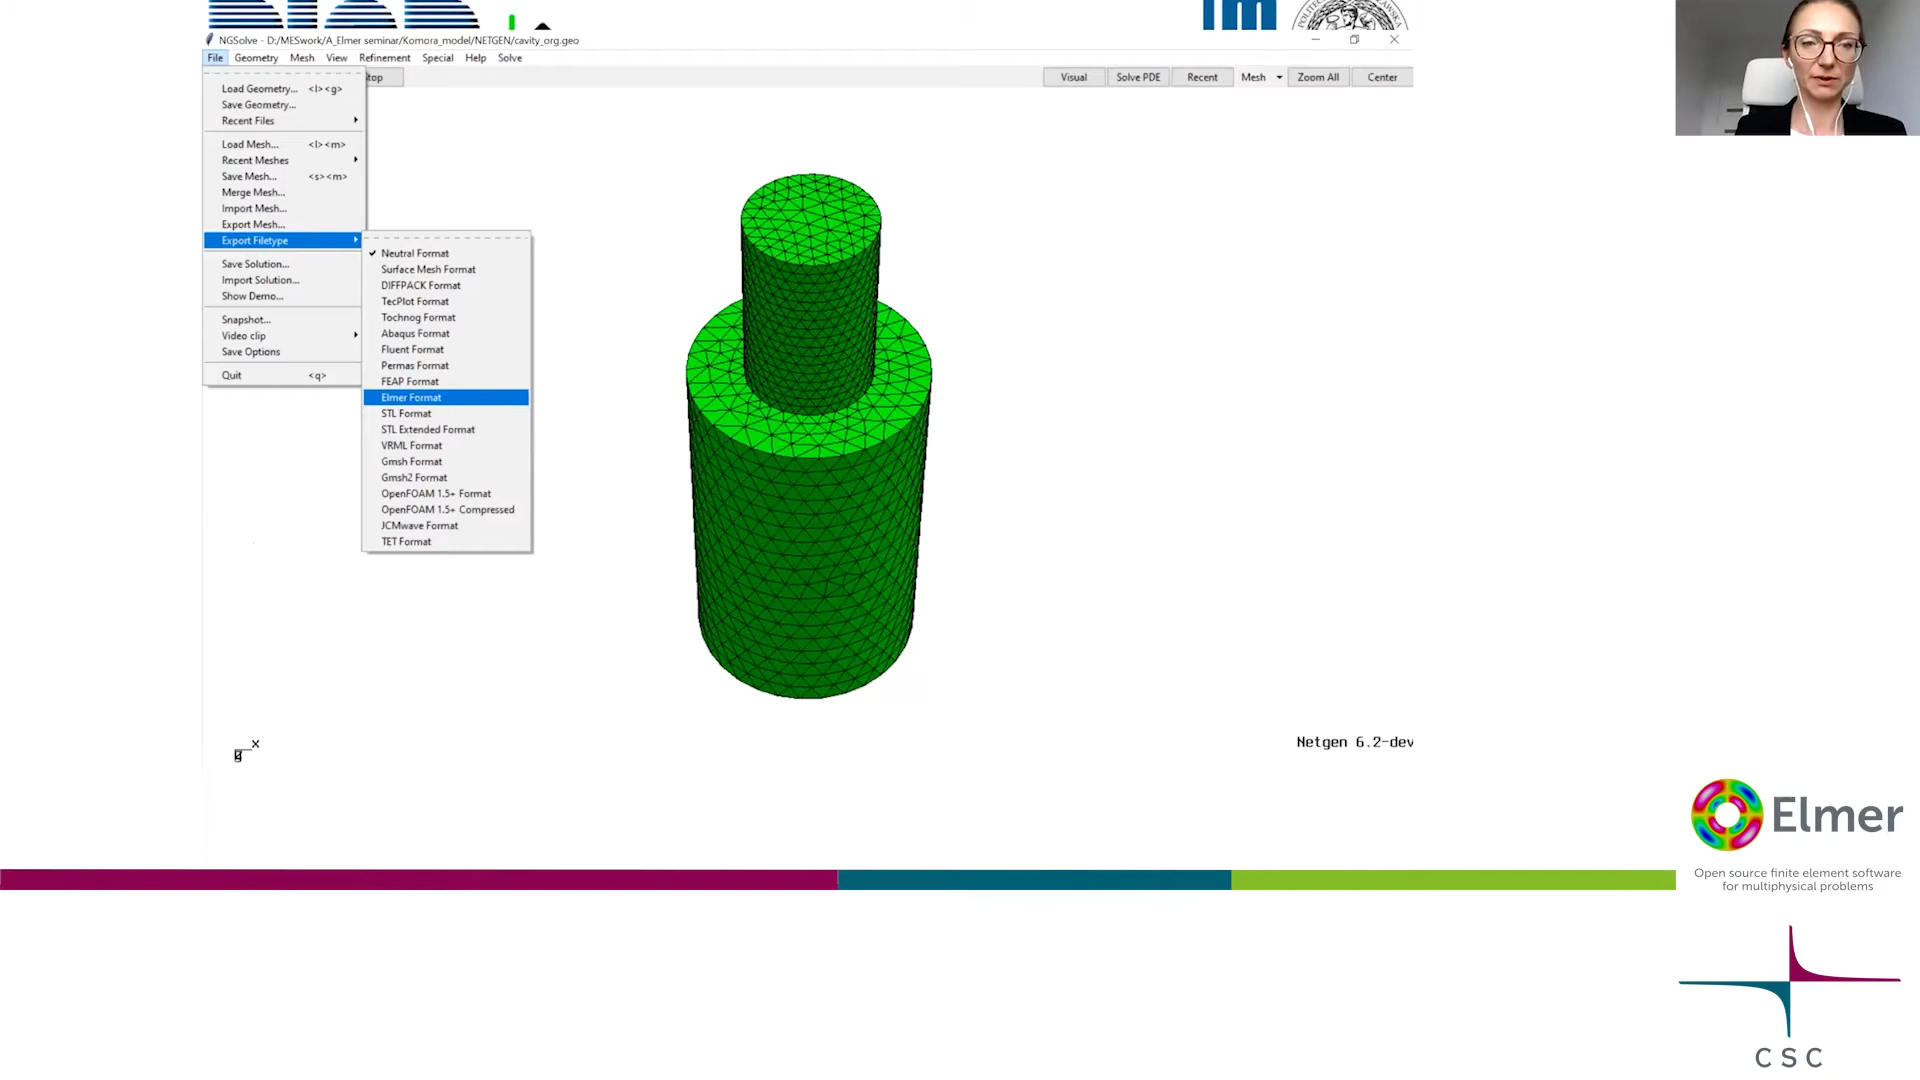 NGSolve - D:/MESwork/A_Elmer seminar/Komora_model/NETGEN/cavity_org.geo
File Geometry Mesh View Refinement Special Help Solve
top Visual Solve PDE Recent Mesh Zoom All Center
Load Geometry... <l><g>
Save Geometry...
Recent Files
Load Mesh... <l><m>
Recent Meshes
Save Mesh... <s><m>
Merge Mesh...
Import Mesh...
Export Mesh...
Export Filetype
Save Solution...
Import Solution...
Show Demo...
Snapshot...
Video clip
Save Options
Quit <q>
Neutral Format
Surface Mesh Format
DIFFPACK Format
TecPlot Format
Tochnog Format
Abaqus Format
Fluent Format
Permas Format
FEAP Format
Elmer Format
STL Format
STL Extended Format
VRML Format
Gmsh Format
Gmsh2 Format
OpenFOAM 1.5+ Format
OpenFOAM 1.5+ Compressed
JCMwave Format
TET Format
x
Netgen 6.2-dev
Elmer
Open source finite element software
for multiphysical problems
CSC